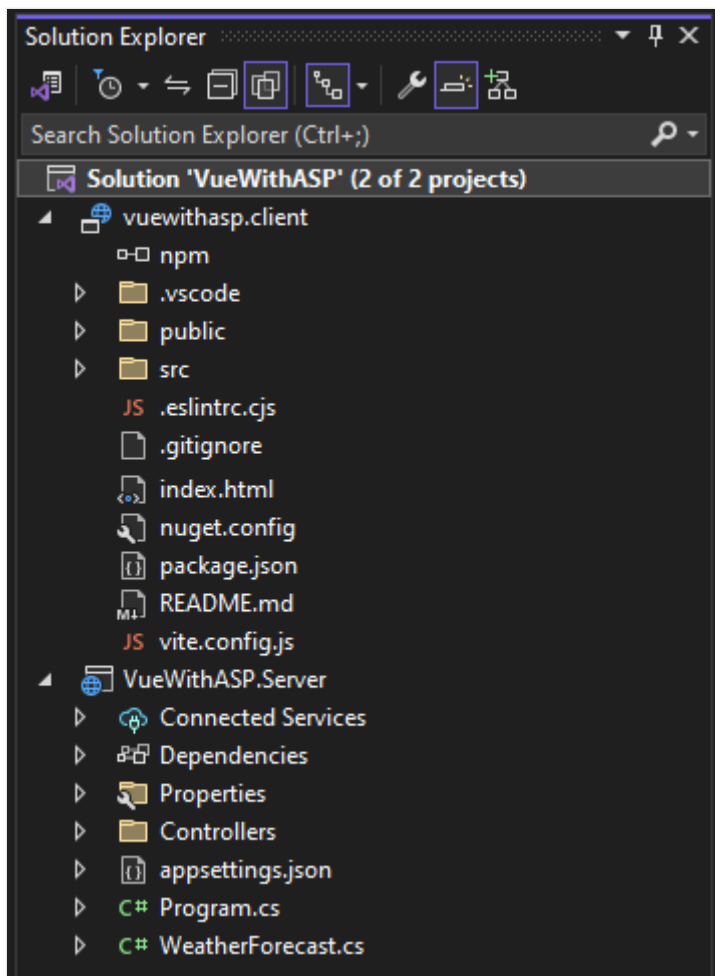 Solution Explorer
Search Solution Explorer (Ctrl+;)
Solution 'VueWithASP' (2 of 2 projects)
vuewithasp.client
npm
.vscode
public
src
JS .eslintrc.cjs
.gitignore
index.html
nuget.config
{} package.json
M↓ README.md
JS vite.config.js
VueWithASP.Server
Connected Services
Dependencies
Properties
Controllers
{} appsettings.json
C# Program.cs
C# WeatherForecast.cs